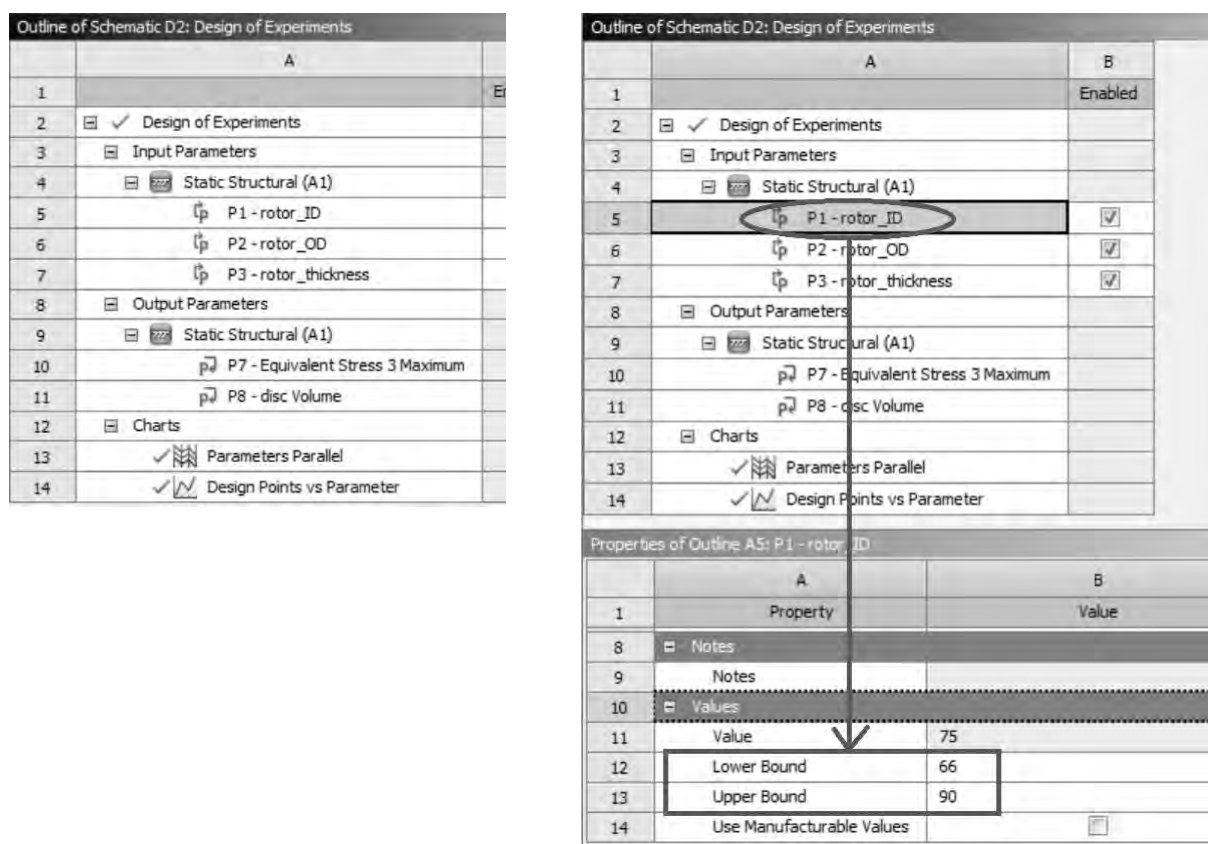 Outline of Schematic D2: Design of Experiments
A
1
2 Design of Experiments
3 Input Parameters
4 Static Structural (A1)
5 P1 - rotor_ID
6 P2 - rotor_OD
7 P3 - rotor_thickness
8 Output Parameters
9 Static Structural (A1)
10 P7 - Equivalent Stress 3 Maximum
11 P8 - disc Volume
12 Charts
13 Parameters Parallel
14 Design Points vs Parameter
Outline of Schematic D2: Design of Experiments
A B
1 Enabled
2 Design of Experiments
3 Input Parameters
4 Static Structural (A1)
5 P1 - rotor_ID
6 P2 - rotor_OD
7 P3 - rotor_thickness
8 Output Parameters
9 Static Structural (A1)
10 P7 - Equivalent Stress 3 Maximum
11 P8 - disc Volume
12 Charts
13 Parameters Parallel
14 Design Points vs Parameter
Properties of Outline A5: P1 - rotor_ID
A B
1 Property Value
8 Notes
9 Notes
10 Values
11 Value 75
12 Lower Bound 66
13 Upper Bound 90
14 Use Manufacturable Values